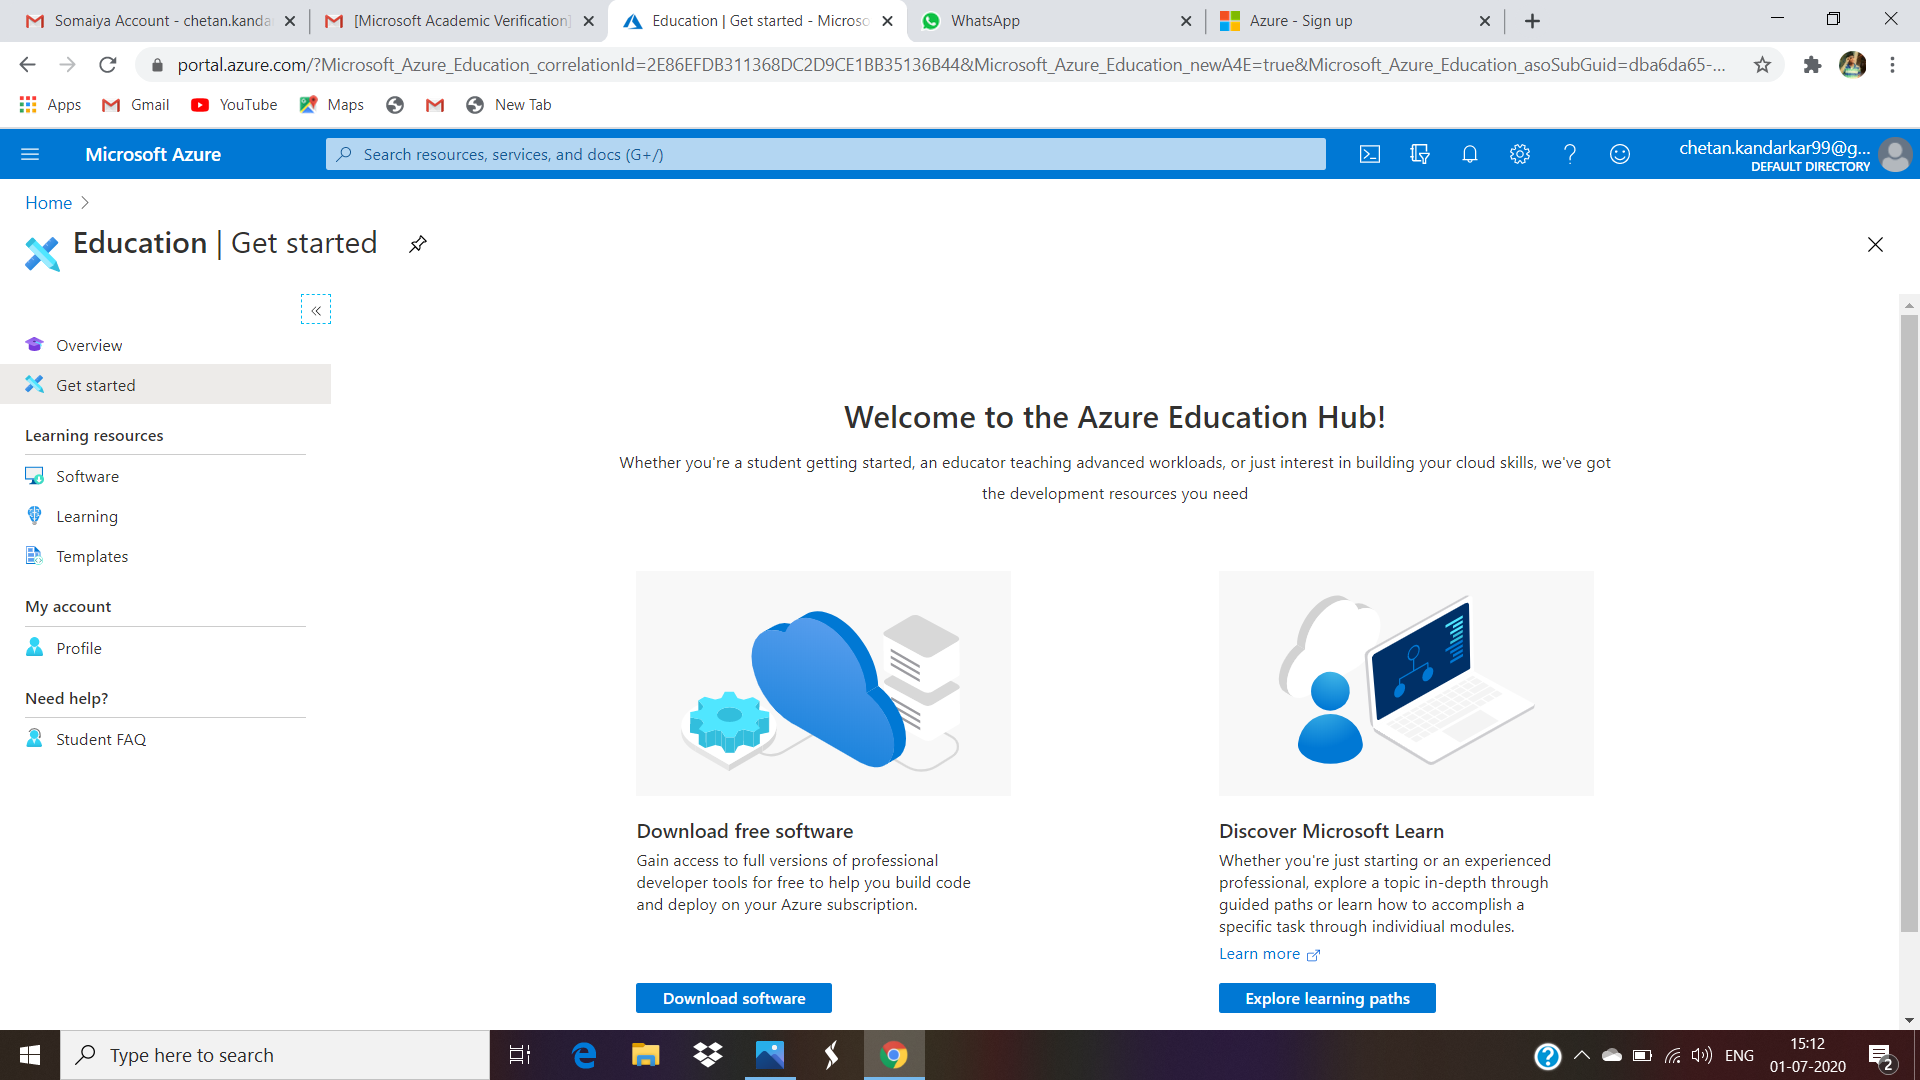 Somaiya Account - chetan.kanda
[Microsoft Academic Verification]
Education | Get started - Microso
WhatsApp
Azure - Sign up
portal.azure.com/?Microsoft_Azure_Education_correlationId=2E86EFDB311368DC2D9CE1BB35136B44&Microsoft_Azure_Education_newA4E=true&Microsoft_Azure_Education_asoSubGuid=dba6da65-...
Apps
Gmail
YouTube
Maps
New Tab
Microsoft Azure
Search resources, services, and docs (G+/)
chetan.kandarkar99@g...
DEFAULT DIRECTORY
Home
Education | Get started
Overview
Get started
Learning resources
Software
Learning
Templates
My account
Profile
Need help?
Student FAQ
Welcome to the Azure Education Hub!
Whether you're a student getting started, an educator teaching advanced workloads, or just interest in building your cloud skills, we've got
the development resources you need
Download free software
Gain access to full versions of professional
developer tools for free to help you build code
and deploy on your Azure subscription.
Download software
Discover Microsoft Learn
Whether you're just starting or an experienced
professional, explore a topic in-depth through
guided paths or learn how to accomplish a
specific task through individiual modules.
Learn more
Explore learning paths
Type here to search
ENG
15:12
01-07-2020
2